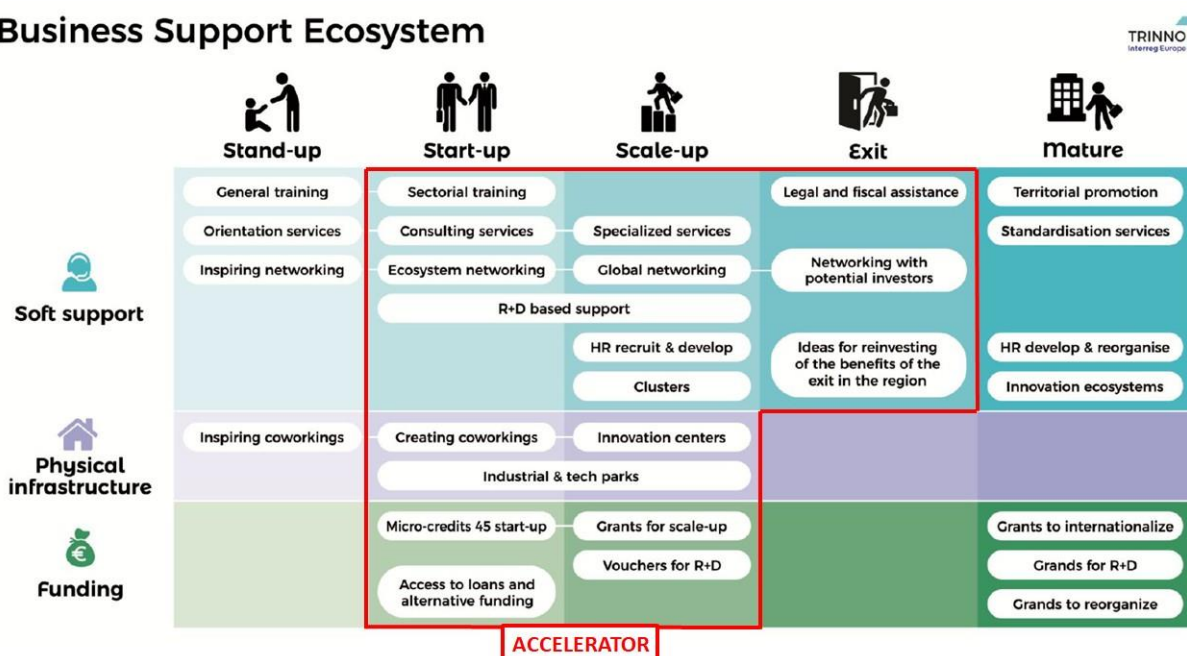 Business Support Ecosystem
TRINNO
Interreg Europe
Stand-up
Start-up
Scale-up
Exit
Mature
Soft support
General training
Sectorial training
Legal and fiscal assistance
Territorial promotion
Orientation services
Consulting services
Specialized services
Standardisation services
Inspiring networking
Ecosystem networking
Global networking
Networking with
potential investors
R+D based support
HR recruit & develop
Ideas for reinvesting
of the benefits of the
exit in the region
HR develop & reorganise
Clusters
Innovation ecosystems
Physical
infrastructure
Inspiring coworkings
Creating coworkings
Innovation centers
Industrial & tech parks
Funding
Micro-credits 45 start-up
Grants for scale-up
Grants to internationalize
Vouchers for R+D
Grands for R+D
Access to loans and
alternative funding
Grands to reorganize
ACCELERATOR